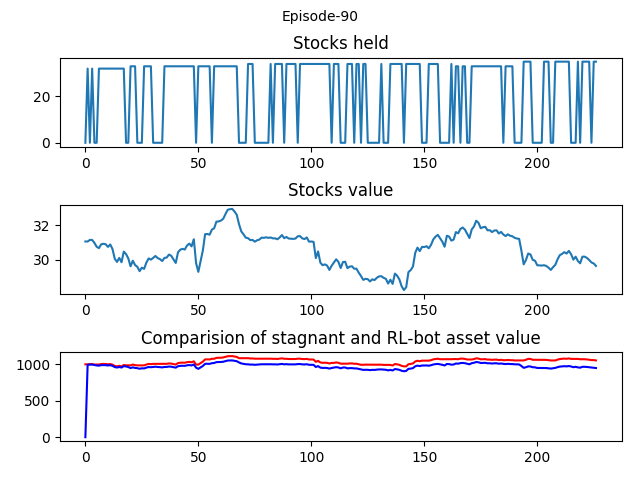 Episode-90
Stocks held
20
0
0 50 100 150 200
Stocks value
32
30
0 50 100 150 200
Comparision of stagnant and RL-bot asset value
1000
500
0
0 50 100 150 200